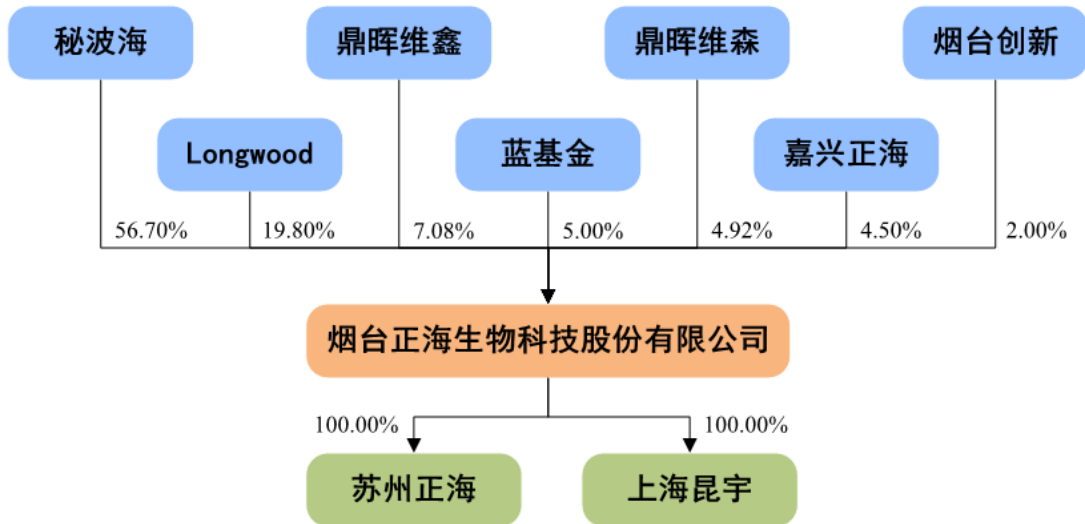 秘波海
鼎晖维鑫
鼎晖维森
烟台创新
Longwood
蓝基金
嘉兴正海
56.70%
19.80%
7.08%
5.00%
4.92%
4.50%
2.00%
烟台正海生物科技股份有限公司
100.00%
100.00%
苏州正海
上海昆宇